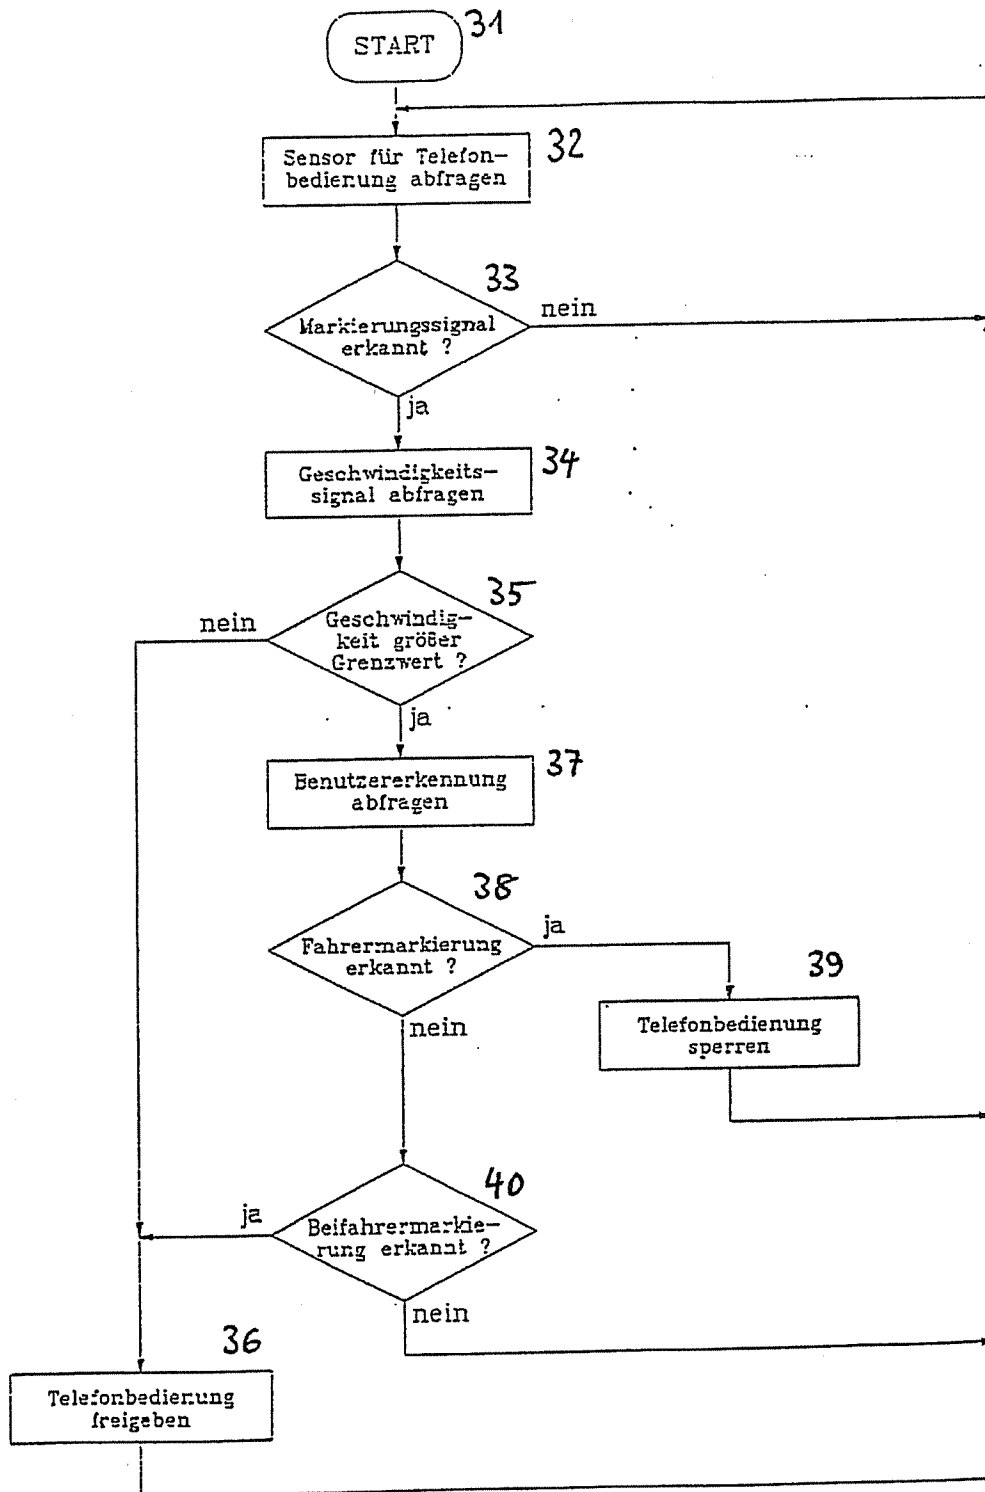 START
31
Sensor für Telefon-
bedienung abfragen
32
33
Markierungssignal
erkannt ?
nein
ja
Geschwindigkeits-
signal abfragen
34
35
Geschwindig-
keit größer
Grenzwert ?
nein
ja
Benutzererkennung
abfragen
37
38
Fahrermarkierung
erkannt ?
ja
nein
39
Telefonbedienung
sperren
40
Beifahrermarkie-
rung erkannt ?
ja
nein
36
Telefonbedienung
freigeben